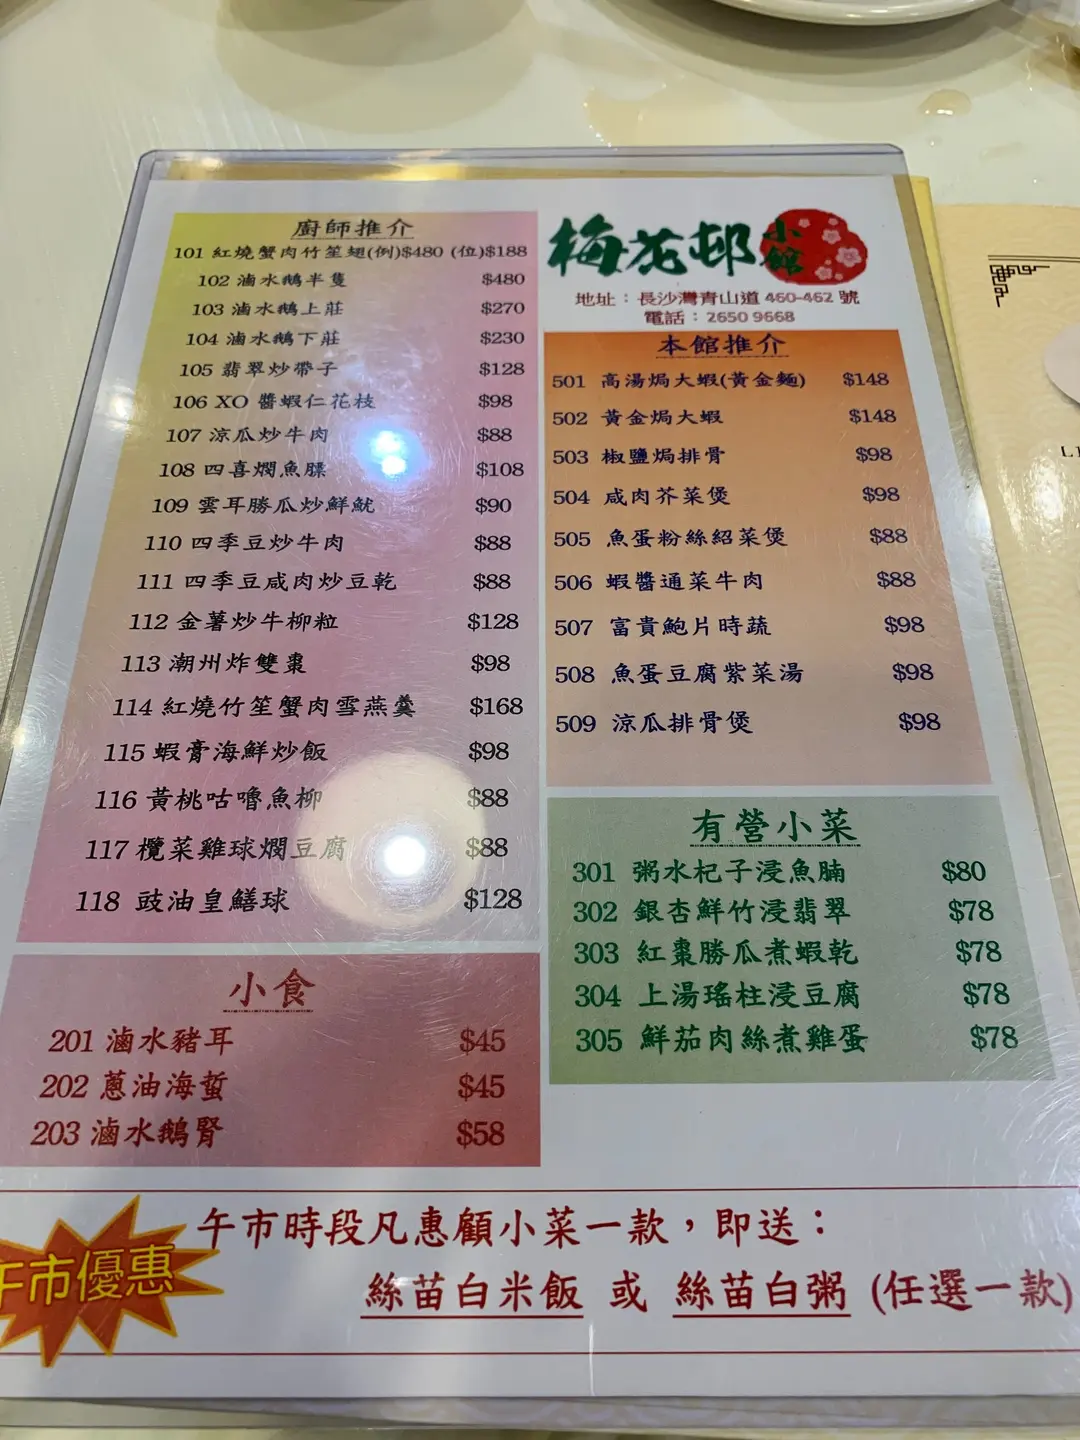 廚師推介
101 紅燒蟹肉竹笙翅(例)$480 (位)$188
102 滷水鵝半隻 $480
103 滷水鵝上莊 $270
104 滷水鵝下莊 $230
105 翡翠炒帶子 $128
106 XO 醬蝦仁花枝 $98
107 涼瓜炒牛肉 $88
108 四喜燜魚膘 $108
109 雲耳勝瓜炒鮮魷 $90
110 四季豆炒牛肉 $88
111 四季豆咸肉炒豆乾 $88
112 金薯炒牛柳粒 $128
113 潮州炸雙棗 $98
114 紅燒竹笙蟹肉雪燕羹 $168
115 蝦膏海鮮炒飯 $98
116 黃桃咕嚕魚柳 $88
117 欖菜雞球燜豆腐 $88
118 豉油皇鱔球 $128
小食
201 滷水豬耳 $45
202 蔥油海蜇 $45
203 滷水鵝腎 $58
梅花邨小館
地址：長沙灣青山道 460-462 號
電話：2650 9668
本館推介
501 高湯焗大蝦(黃金麵) $148
502 黃金焗大蝦 $148
503 椒鹽焗排骨 $98
504 咸肉芥菜煲 $98
505 魚蛋粉絲紹菜煲 $88
506 蝦醬通菜牛肉 $88
507 富貴鮑片時蔬 $98
508 魚蛋豆腐紫菜湯 $98
509 涼瓜排骨煲 $98
有營小菜
301 粥水杞子浸魚腩 $80
302 銀杏鮮竹浸翡翠 $78
303 紅棗勝瓜煮蝦乾 $78
304 上湯瑤柱浸豆腐 $78
305 鮮茄肉絲煮雞蛋 $78
午市優惠
午市時段凡惠顧小菜一款，即送：
絲苗白米飯 或 絲苗白粥 (任選一款)